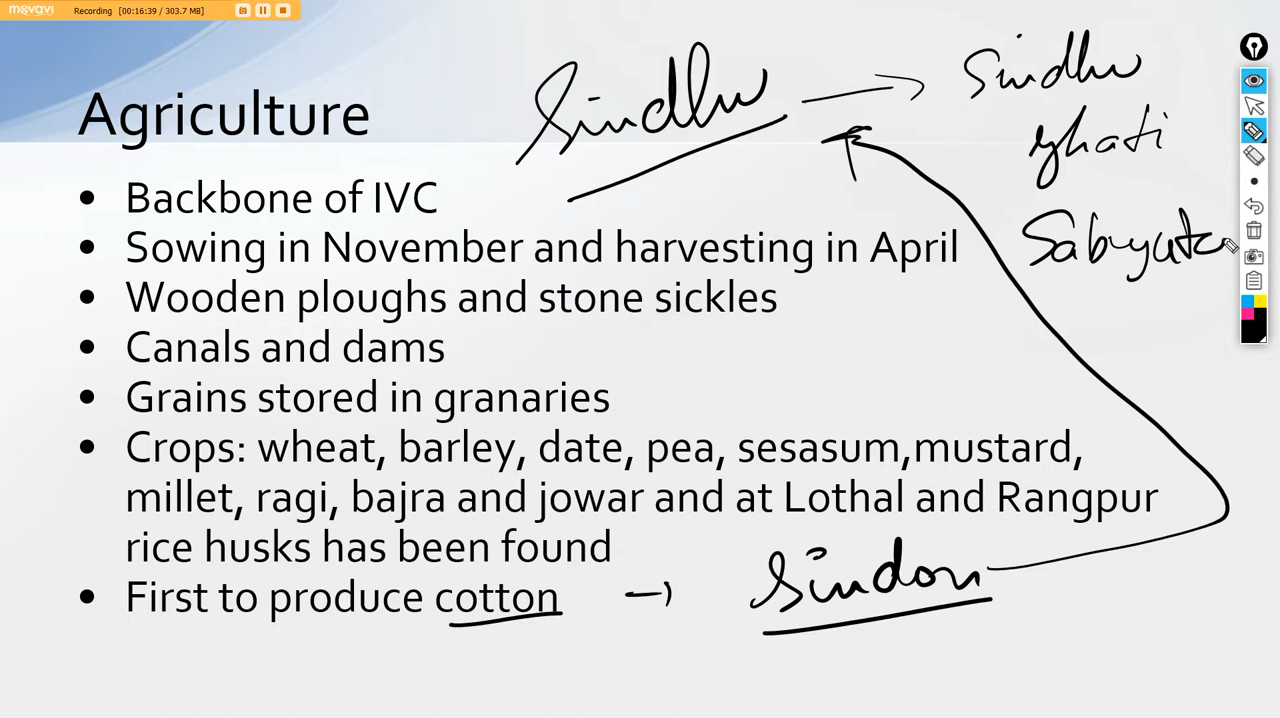 movavi Recording [00:16:39 / 303.7 MB]
Sindhu → Sindhu
ghati
Sabhyata
Agriculture
• Backbone of IVC
• Sowing in November and harvesting in April
• Wooden ploughs and stone sickles
• Canals and dams
• Grains stored in granaries
• Crops: wheat, barley, date, pea, sesasum,mustard,
millet, ragi, bajra and jowar and at Lothal and Rangpur
rice husks has been found
• First to produce cotton → Sindon